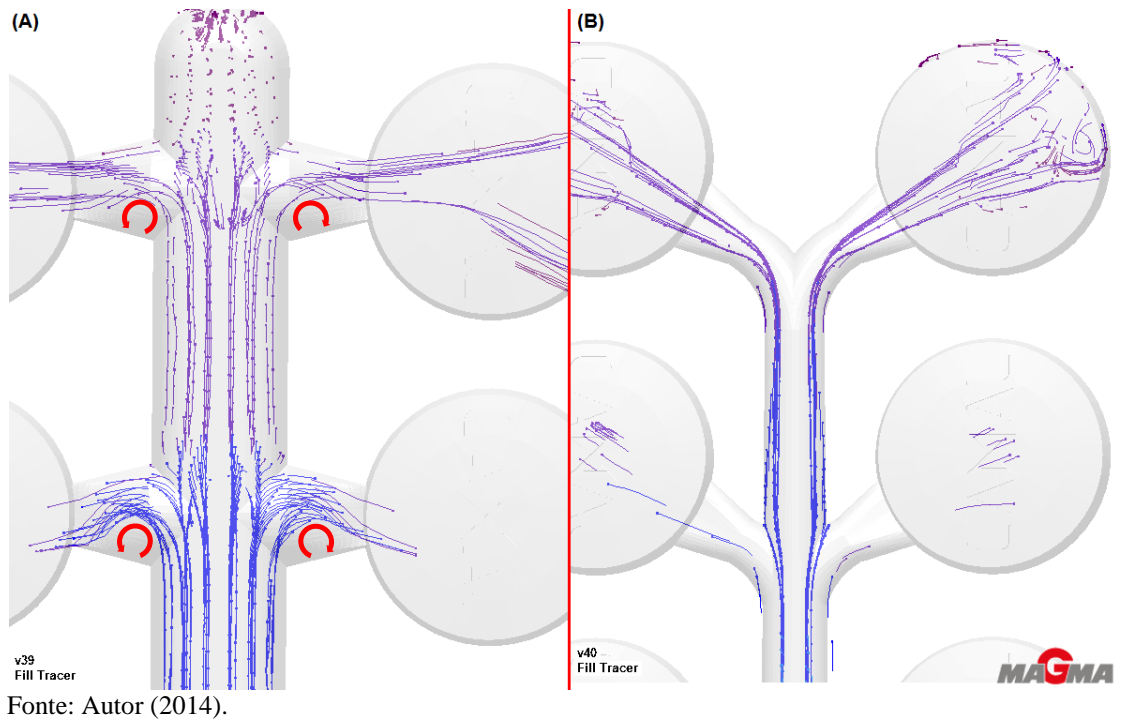 (A)
(B)
v39
Fill Tracer
v40
Fill Tracer
MAGMA
Fonte: Autor (2014).